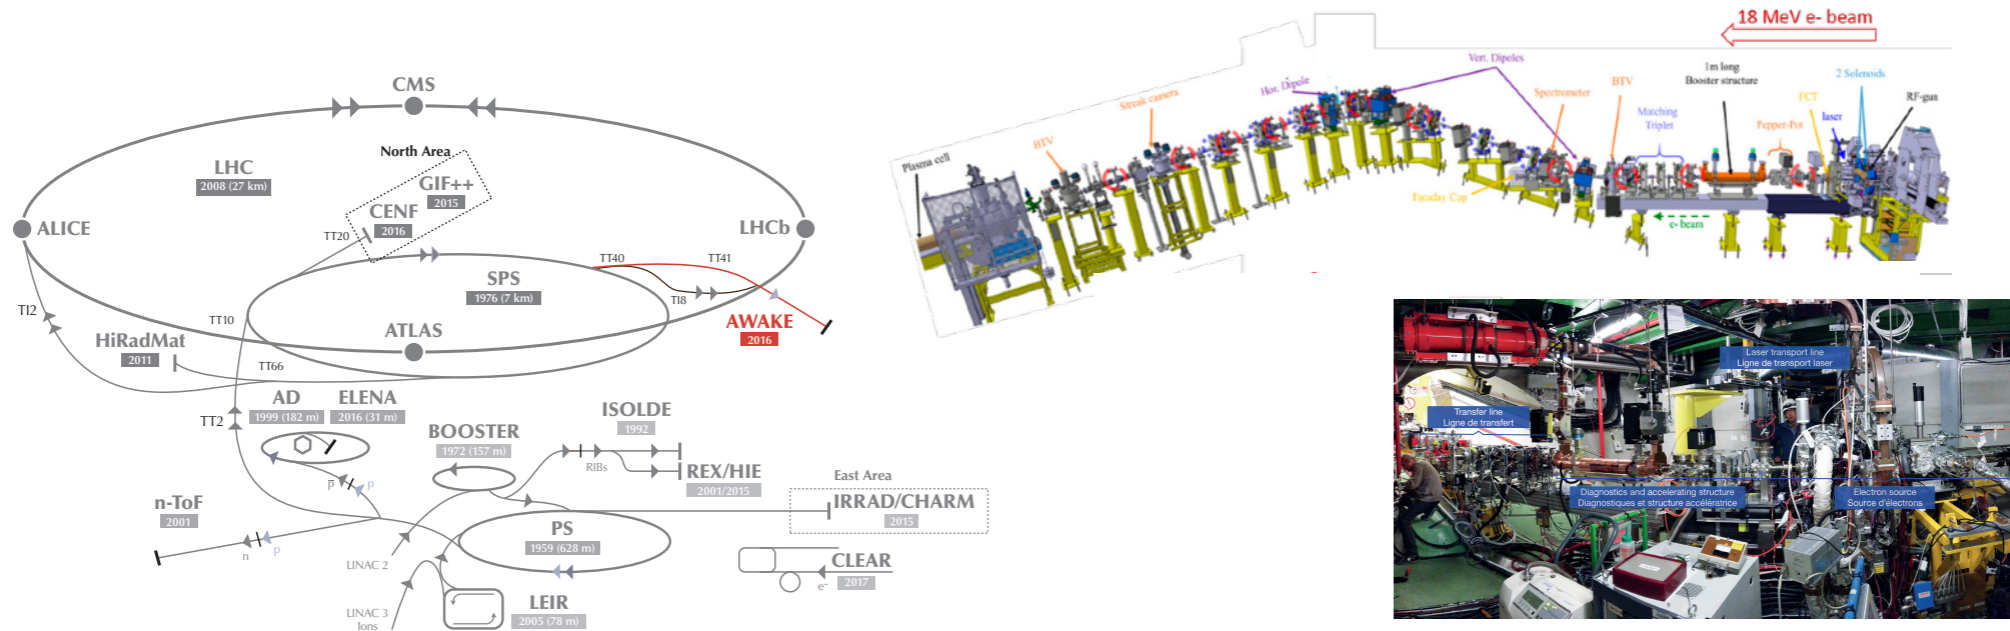 CMS
LHC
2008 (27 km)
North Area
GIF++
2015
CENF
2016
TT20
ALICE
LHCb
TT40
TT41
SPS
1976 (7 km)
TI8
TI2
TT10
ATLAS
AWAKE
2016
HiRadMat
2011
TT66
AD
1999 (182 m)
ELENA
2016 (31 m)
TT2
ISOLDE
1992
BOOSTER
1972 (157 m)
RIBs
REX/HIE
2001/2015
p̅
p
East Area
IRRAD/CHARM
2015
n-ToF
2001
n
p
PS
1959 (628 m)
LINAC 2
CLEAR
2017
e-
LEIR
2005 (78 m)
LINAC 3
Ions
18 MeV e- beam
Vert. Dipoles
1m long
Booster structure
2 Solenoids
Hor. Dipole
BTV
RF-gun
Streak camera
Spectrometer
FCT
Matching
Triplet
Pepper-Pot
laser
BTV
Plasma cell
Faraday Cup
e- beam
Laser transport line
Ligne de transport laser
Transfer line
Ligne de transfert
Diagnostics and accelerating structure
Diagnostiques et structure accélératrice
Electron source
Source d'électrons